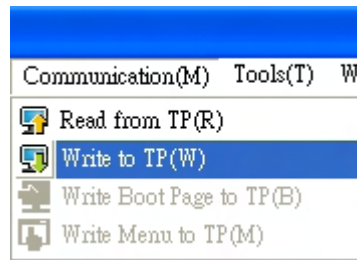 Communication(M) Tools(T) W
Read from TP(R)
Write to TP(W)
Write Boot Page to TP(B)
Write Menu to TP(M)